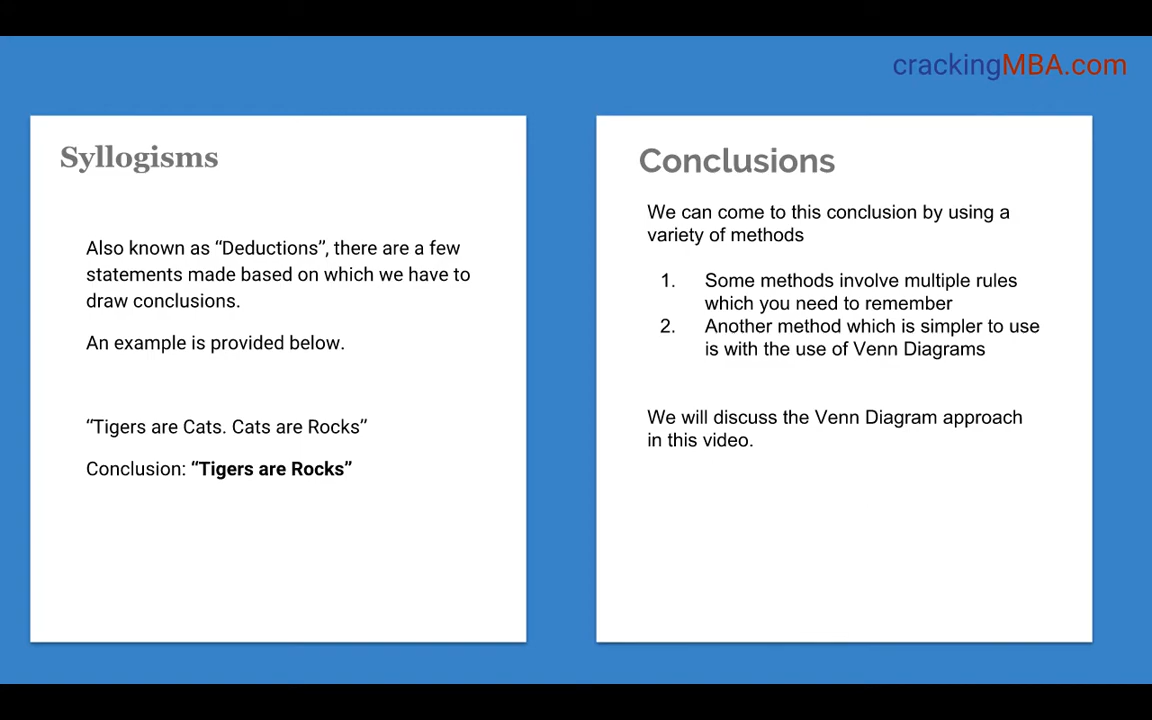 crackingMBA.com
Syllogisms
Also known as “Deductions”, there are a few
statements made based on which we have to
draw conclusions.
An example is provided below.
“Tigers are Cats. Cats are Rocks”
Conclusion: “Tigers are Rocks”
Conclusions
We can come to this conclusion by using a
variety of methods
1. Some methods involve multiple rules
which you need to remember
2. Another method which is simpler to use
is with the use of Venn Diagrams
We will discuss the Venn Diagram approach
in this video.